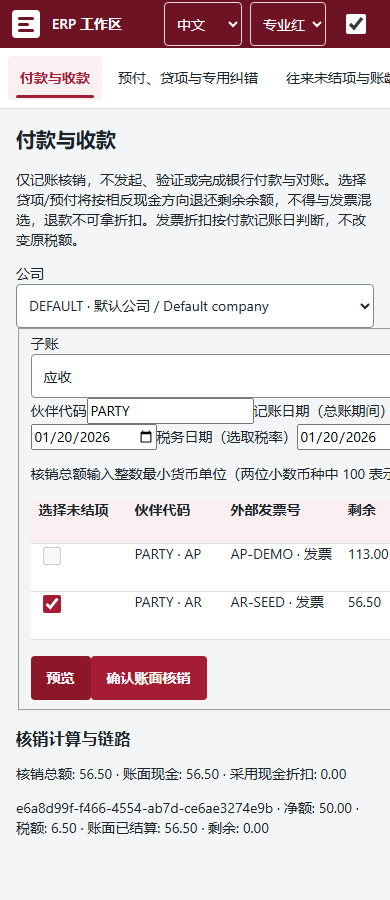 ERP 工作区
中文
专业红
付款与收款
预付、贷项与专用纠错
往来未结项与账
付款与收款
仅记账核销，不发起、验证或完成银行付款与对账。选择
贷项/预付将按相反现金方向退还剩余余额，不得与发票混
选，退款不可拿折扣。发票折扣按付款记账日判断，不改
变原税额。
公司
DEFAULT · 默认公司 / Default company
子账
应收
伙伴代码 PARTY 记账日期（总账期间）
01/20/2026 税务日期（选取税率） 01/20/2026
核销总额输入整数最小货币单位（两位小数币种中 100 表示
选择未结项 伙伴代码 外部发票号 剩余
PARTY · AP AP-DEMO · 发票 113.00
PARTY · AR AR-SEED · 发票 56.50
预览
确认账面核销
核销计算与链路
核销总额: 56.50 · 账面现金: 56.50 · 采用现金折扣: 0.00
e6a8d99f-f466-4554-ab7d-ce6ae3274e9b · 净额: 50.00 ·
税额: 6.50 · 账面已结算: 56.50 · 剩余: 0.00